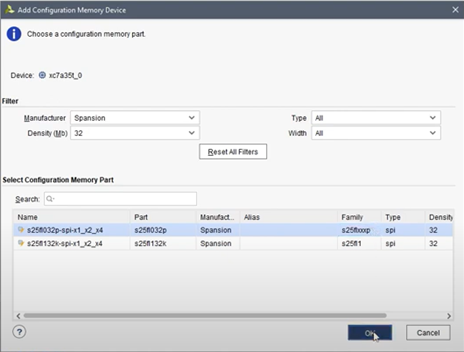 Add Configuration Memory Device
Choose a configuration memory part.
Device: xc7a35t_0
Filter
Manufacturer Spansion Type All
Density (Mb) 32 Width All
Reset All Filters
Select Configuration Memory Part
Search: Q-
Name Part Manufact... Alias Family Type Density
s25fl032p-spi-x1_x2_x4 s25fl032p Spansion s25flxxxp spi 32
s25fl132k-spi-x1_x2_x4 s25fl132k Spansion s25fl1 spi 32
? OK Cancel